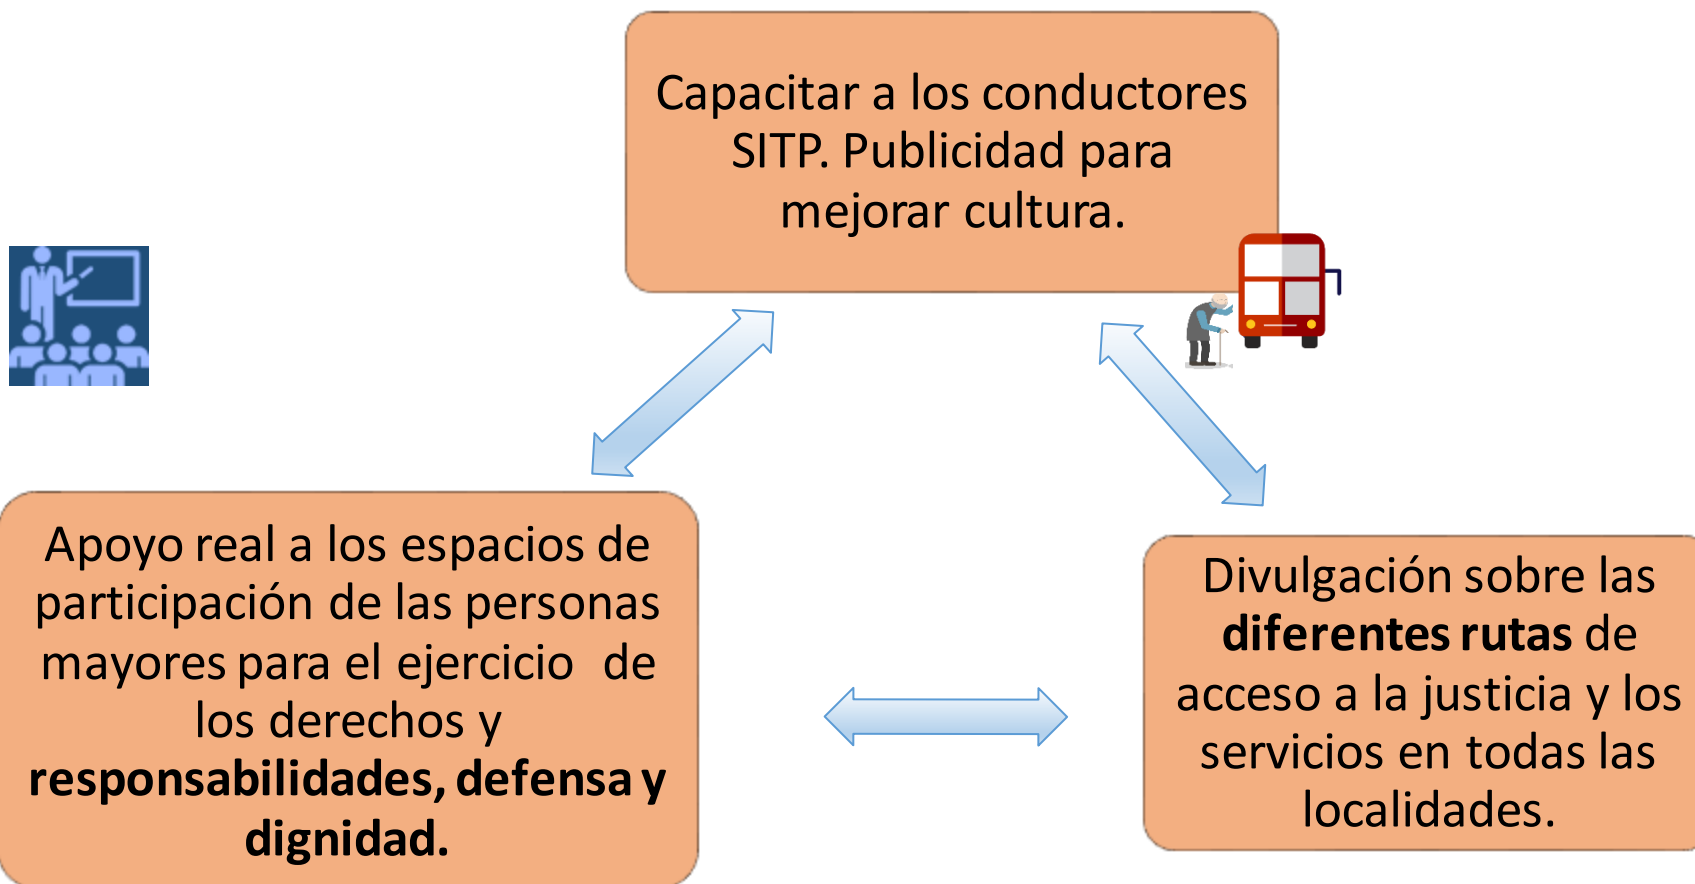 Capacitar a los conductores
SITP. Publicidad para
mejorar cultura.
Apoyo real a los espacios de
participación de las personas
mayores para el ejercicio  de
los derechos y
responsabilidades, defensa y
dignidad.
Divulgación sobre las
diferentes rutas de
acceso a la justicia y los
servicios en todas las
localidades.